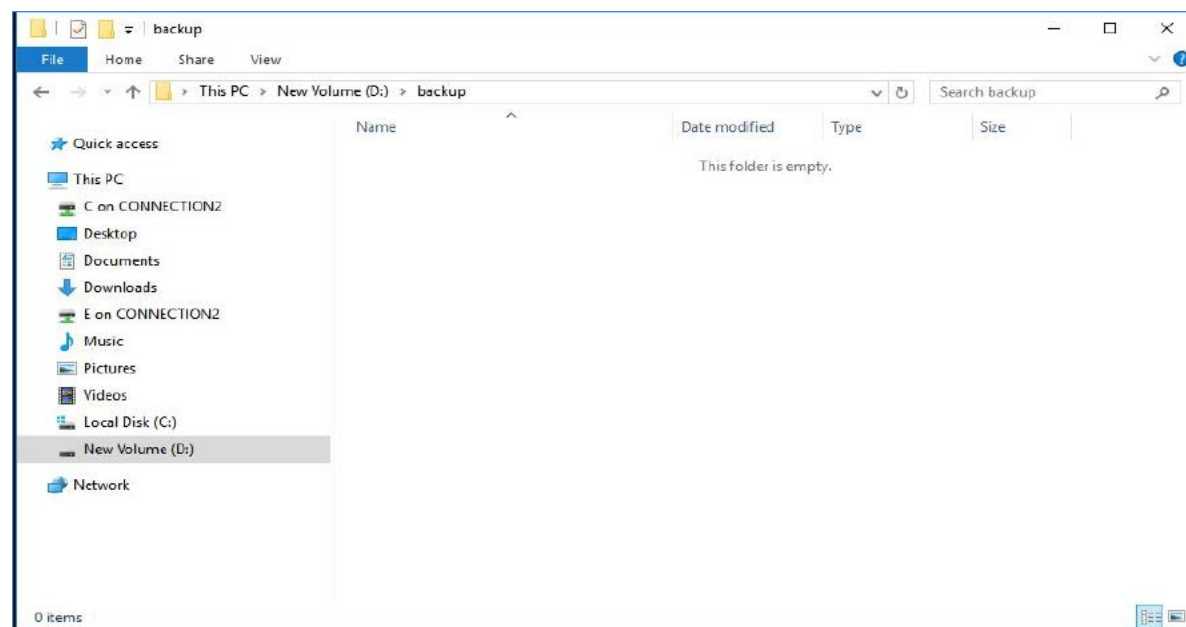 backup
File Home Share View
This PC > New Volume (D:) > backup
Search backup
Name Date modified Type Size
This folder is empty.
Quick access
This PC
C on CONNECTION2
Desktop
Documents
Downloads
E on CONNECTION2
Music
Pictures
Videos
Local Disk (C:)
New Volume (D:)
Network
0 items